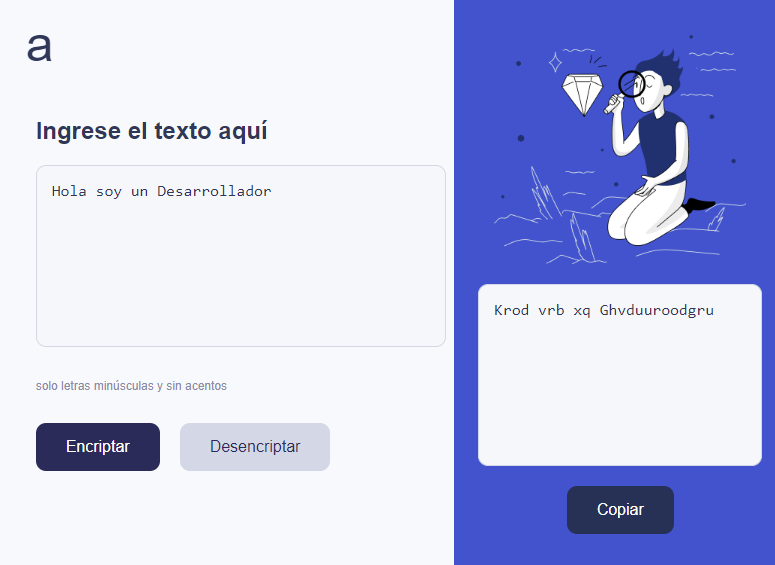 a
Ingrese el texto aquí
Hola soy un Desarrollador
solo letras minúsculas y sin acentos
Encriptar
Desencriptar
Krod vrb xq Ghvduuroodgru
Copiar